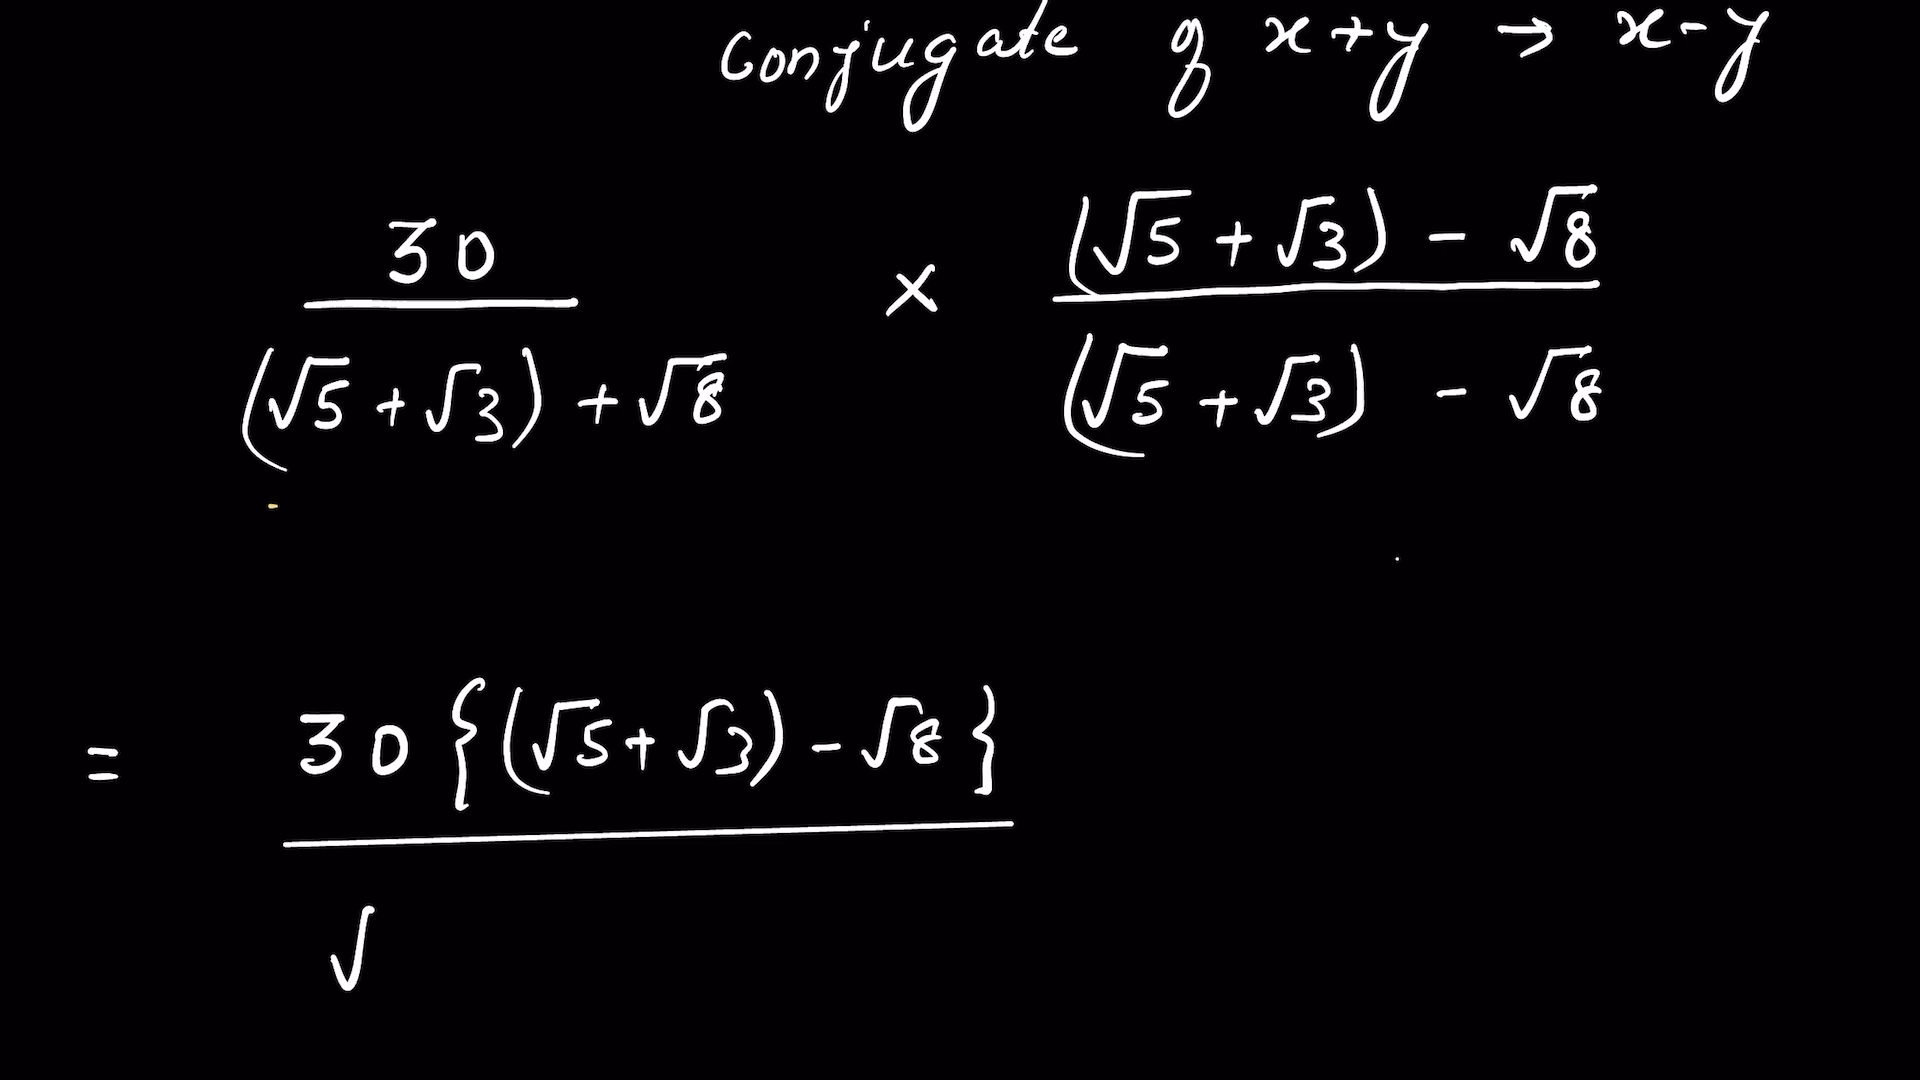 Conjugate of x+y → x-y
30 / (√5 + √3) + √8 × (√5 + √3) - √8 / (√5 + √3) - √8
= 30 {(√5 + √3) - √8} / √